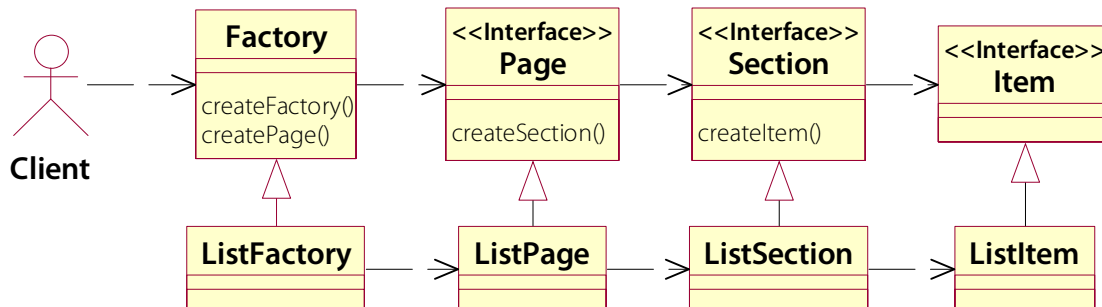 Factory
createFactory()
createPage()
<<Interface>>
Page
createSection()
<<Interface>>
Section
createItem()
<<Interface>>
Item
Client
ListFactory
ListPage
ListSection
ListItem